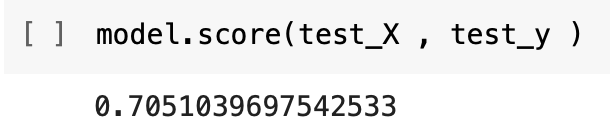 [ ] model.score(test_X , test_y )
0.7051039697542533